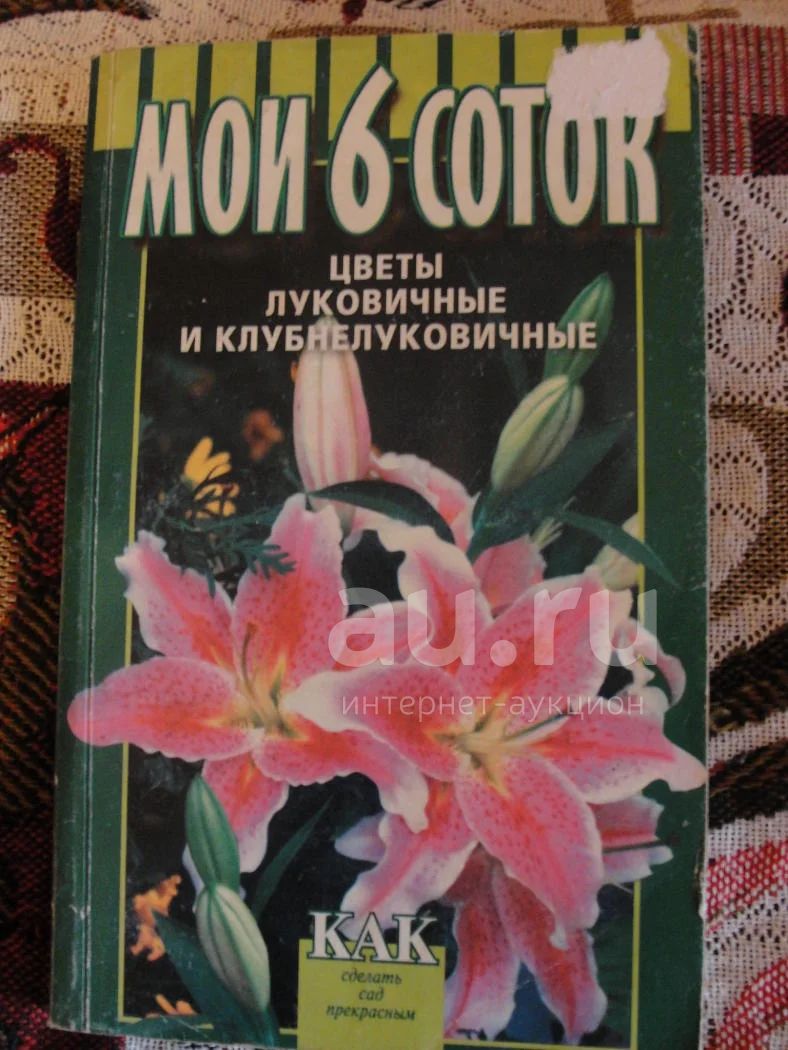 МОИ 6 СОТОК
ЦВЕТЫ
ЛУКОВИЧНЫЕ
И КЛУБНЕЛУКОВИЧНЫЕ
au.ru
интернет-аукцион
КАК
сделать
сад
прекрасным